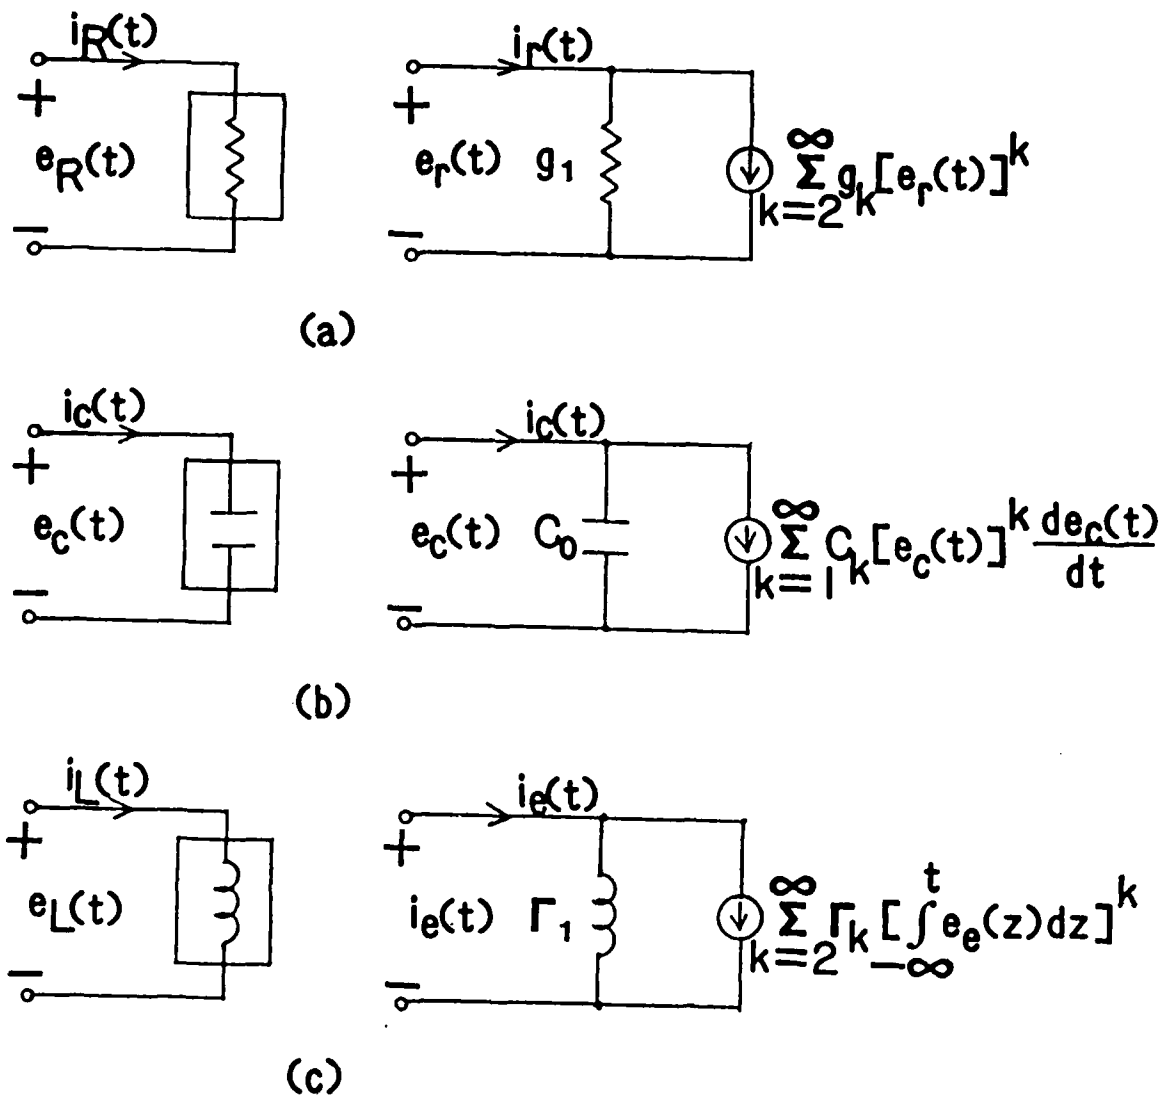 iR(t) ir(t)
+ +
eR(t) er(t) g1 ∞ Σ k=2 gk[er(t)]^k
− −
(a)
ic(t) ic(t)
+ +
ec(t) ec(t) C0 ∞ Σ k=1 Ck[ec(t)]^k dec(t)/dt
− −
(b)
iL(t) ie(t)
+ +
eL(t) ie(t) Γ1 ∞ Σ k=2 Γk[∫ t −∞ ee(z)dz]^k
− −
(c)